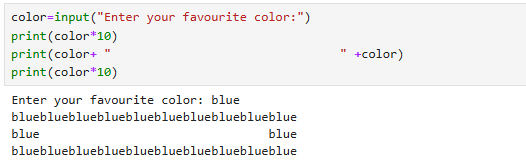 color=input("Enter your favourite color:")
print(color*10)
print(color+ "                                " +color)
print(color*10)
Enter your favourite color: blue
blueblueblueblueblueblueblueblueblueblue
blue                                blue
blueblueblueblueblueblueblueblueblueblue